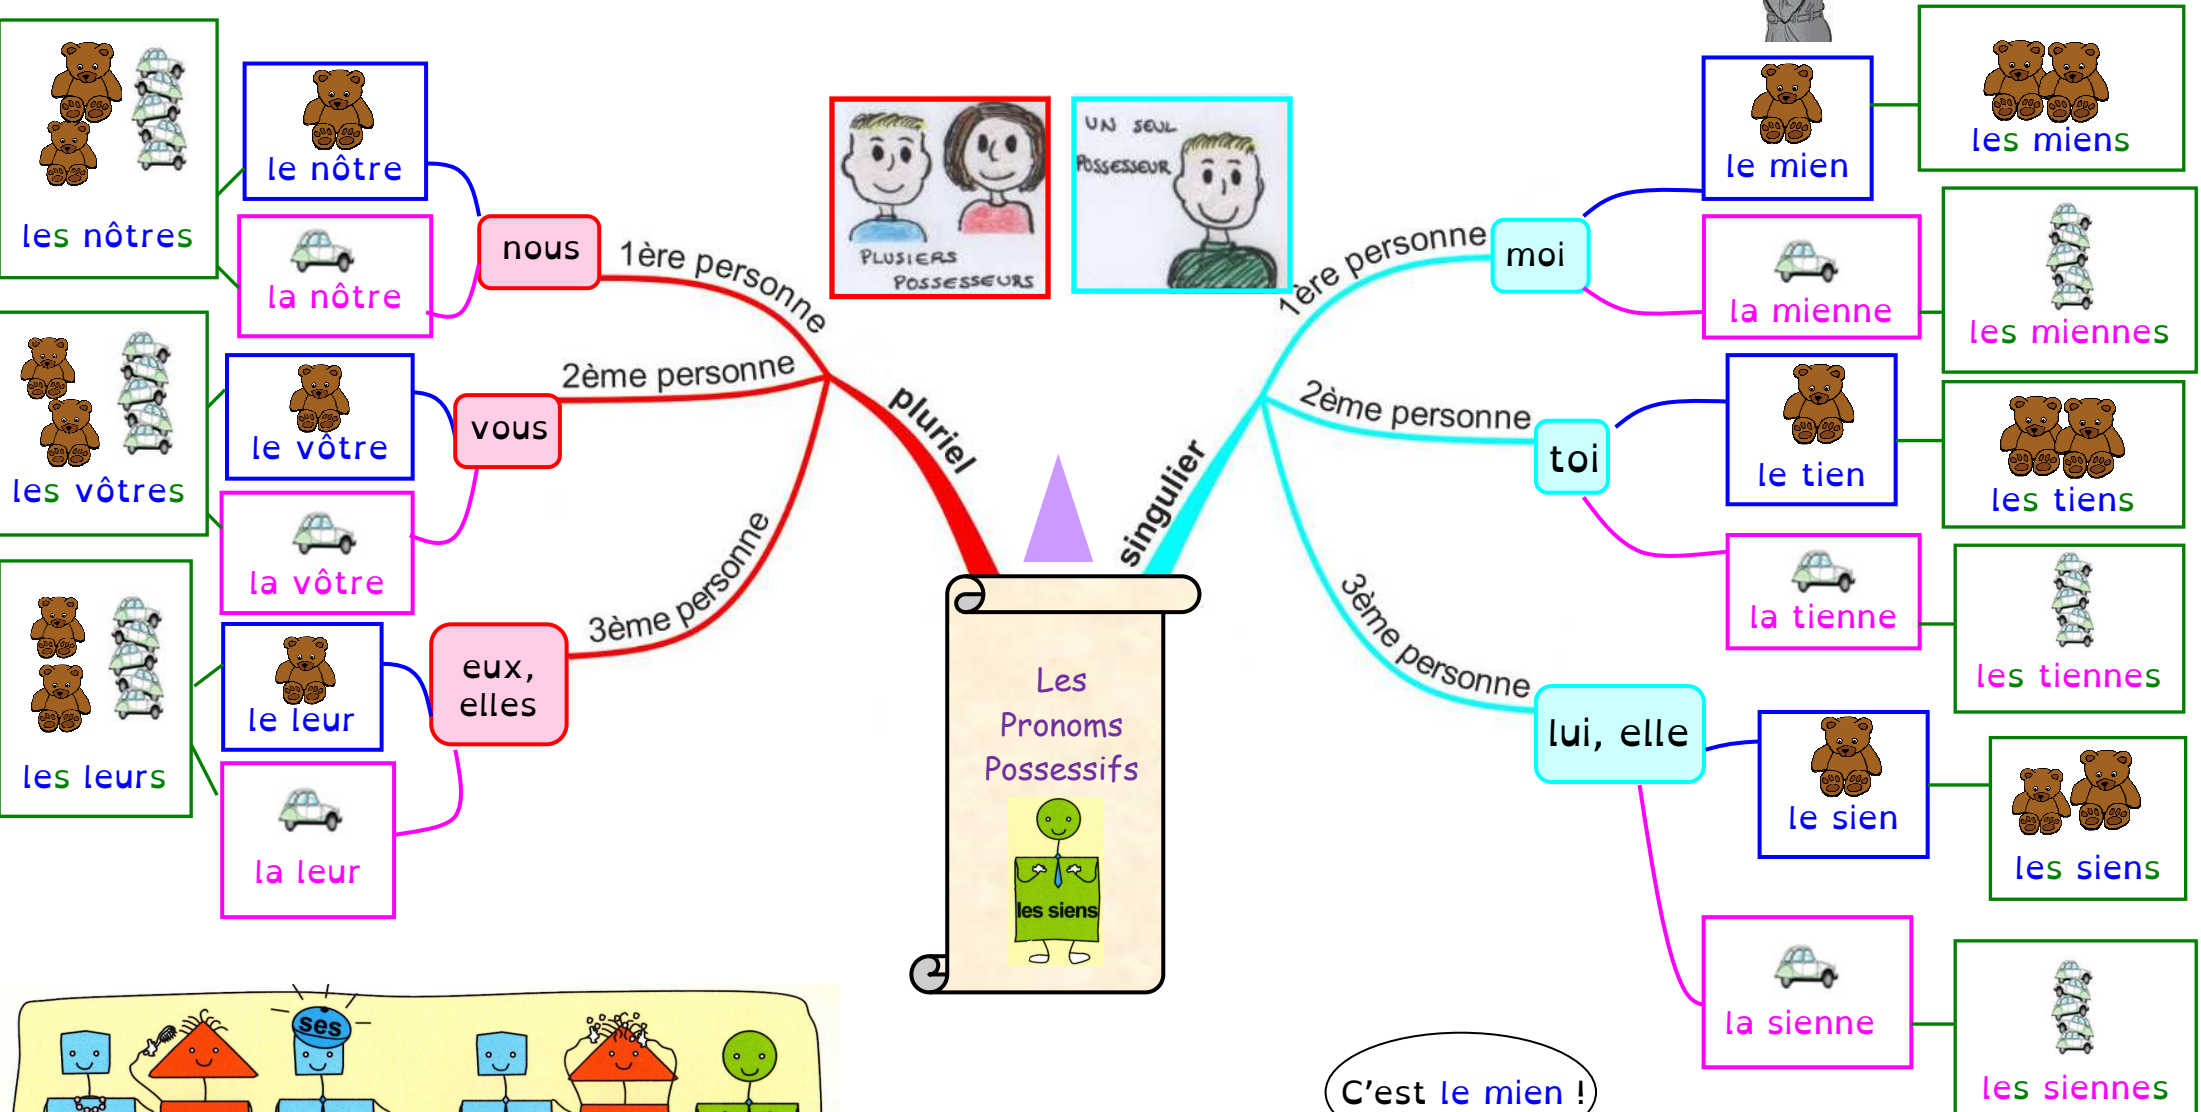 les nôtres
le nôtre
la nôtre
nous
1ère personne
les vôtres
le vôtre
la vôtre
vous
2ème personne
les leurs
le leur
la leur
eux,
elles
3ème personne
pluriel
PLUSIERS
POSSESSEURS
UN SEUL
POSSESSEUR
singulier
1ère personne
moi
le mien
les miens
la mienne
les miennes
2ème personne
toi
le tien
les tiens
la tienne
les tiennes
3ème personne
lui, elle
le sien
les siens
la sienne
les siennes
Les
Pronoms
Possessifs
les siens
ses
C'est le mien !